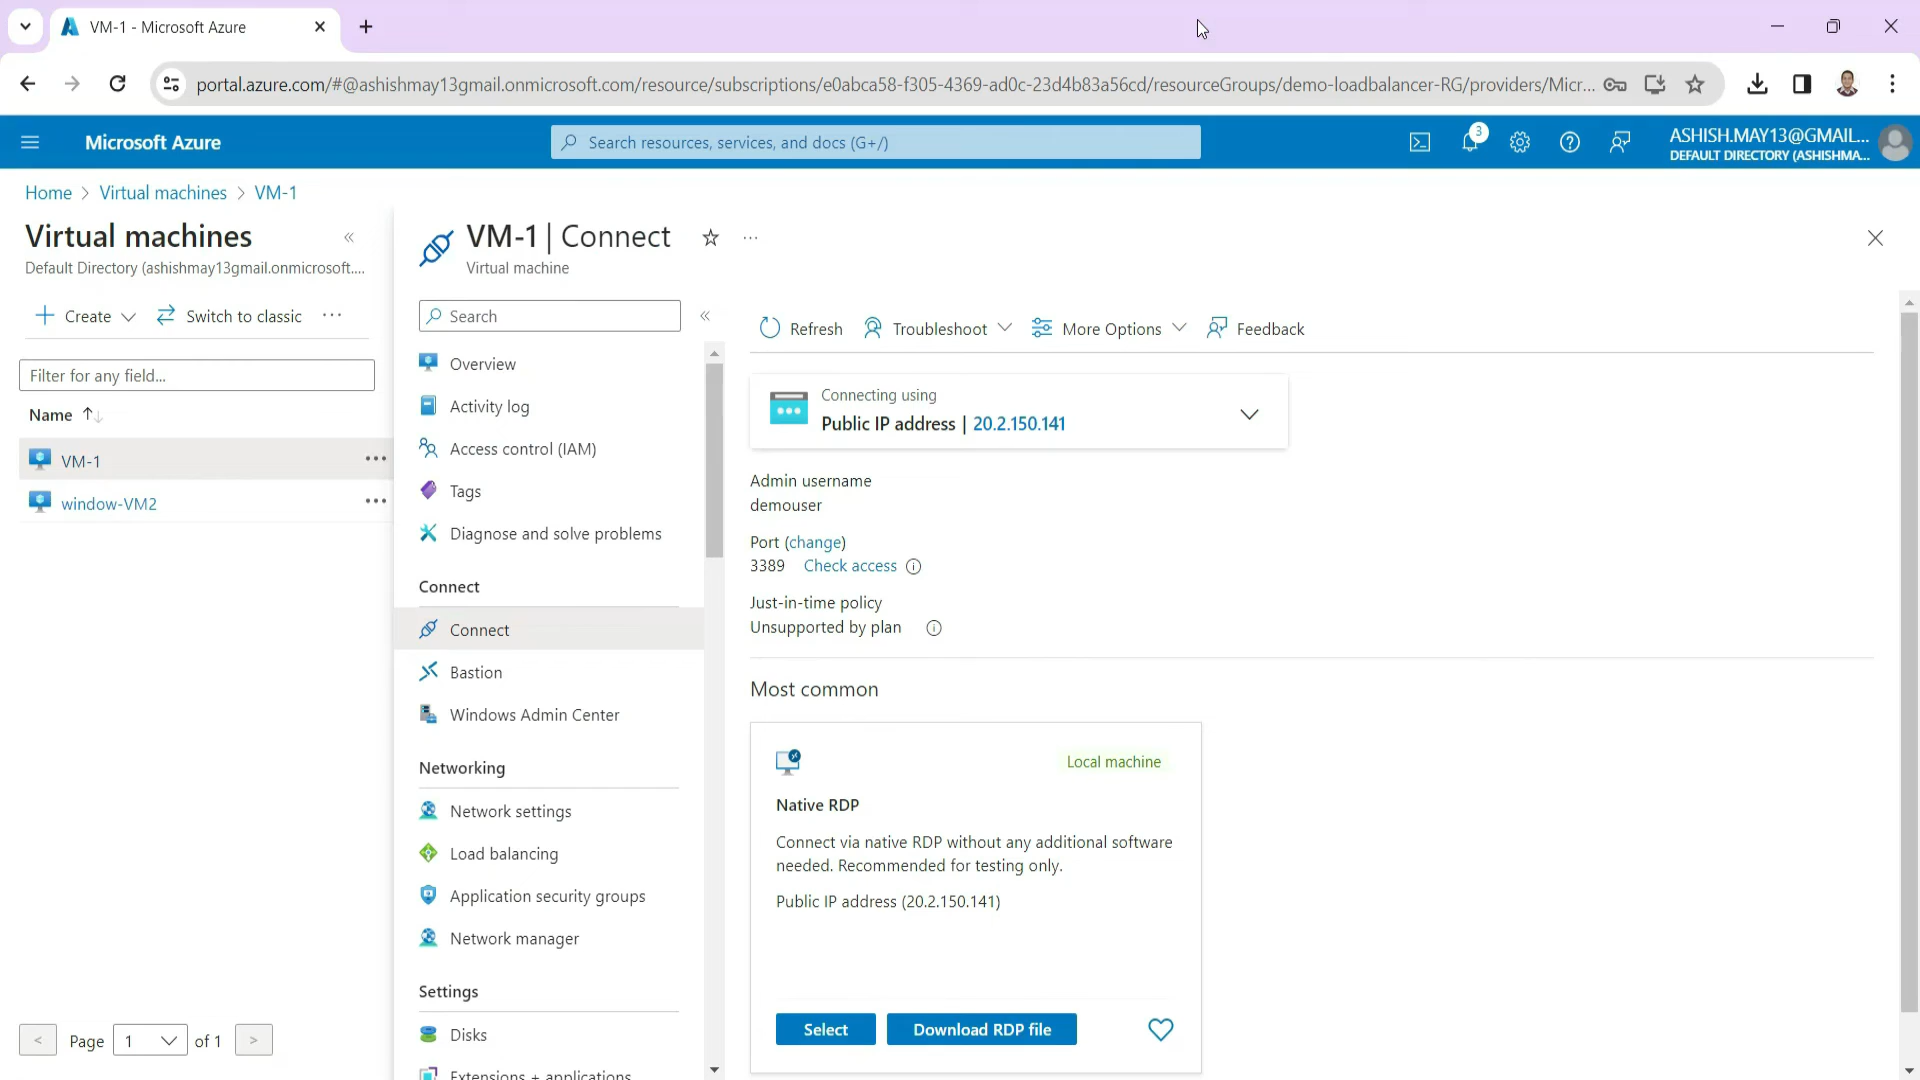 VM-1 - Microsoft Azure
portal.azure.com/#@ashishmay13gmail.onmicrosoft.com/resource/subscriptions/e0abca58-f305-4369-ad0c-23d4b83a56cd/resourceGroups/demo-loadbalancer-RG/providers/Micr...
Microsoft Azure
Search resources, services, and docs (G+/)
3
ASHISH.MAY13@GMAIL...
DEFAULT DIRECTORY (ASHISHMA...
Home > Virtual machines > VM-1
Virtual machines
«
Default Directory (ashishmay13gmail.onmicrosoft....
Create
Switch to classic
...
Filter for any field...
Name
VM-1
...
window-VM2
...
< Page 1 of 1 >
VM-1 | Connect
...
Virtual machine
Search
«
Overview
Activity log
Access control (IAM)
Tags
Diagnose and solve problems
Connect
Connect
Bastion
Windows Admin Center
Networking
Network settings
Load balancing
Application security groups
Network manager
Settings
Disks
Extensions + applications
Refresh
Troubleshoot
More Options
Feedback
Connecting using
Public IP address | 20.2.150.141
Admin username
demouser
Port (change)
3389 Check access
Just-in-time policy
Unsupported by plan
Most common
Local machine
Native RDP
Connect via native RDP without any additional software
needed. Recommended for testing only.
Public IP address (20.2.150.141)
Select
Download RDP file